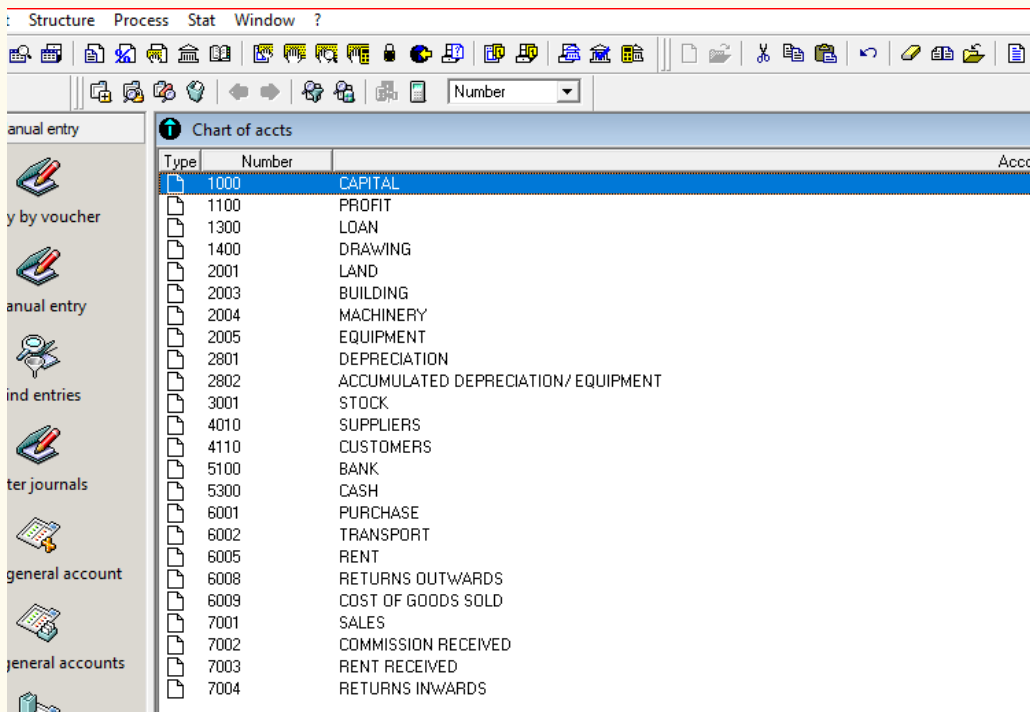 t Structure Process Stat Window ?
Number
anual entry
Chart of accts
Type Number Acco
1000 CAPITAL
1100 PROFIT
1300 LOAN
1400 DRAWING
2001 LAND
2003 BUILDING
2004 MACHINERY
2005 EQUIPMENT
2801 DEPRECIATION
2802 ACCUMULATED DEPRECIATION/ EQUIPMENT
3001 STOCK
4010 SUPPLIERS
4110 CUSTOMERS
5100 BANK
5300 CASH
6001 PURCHASE
6002 TRANSPORT
6005 RENT
6008 RETURNS OUTWARDS
6009 COST OF GOODS SOLD
7001 SALES
7002 COMMISSION RECEIVED
7003 RENT RECEIVED
7004 RETURNS INWARDS
y by voucher
anual entry
ind entries
ter journals
general account
general accounts